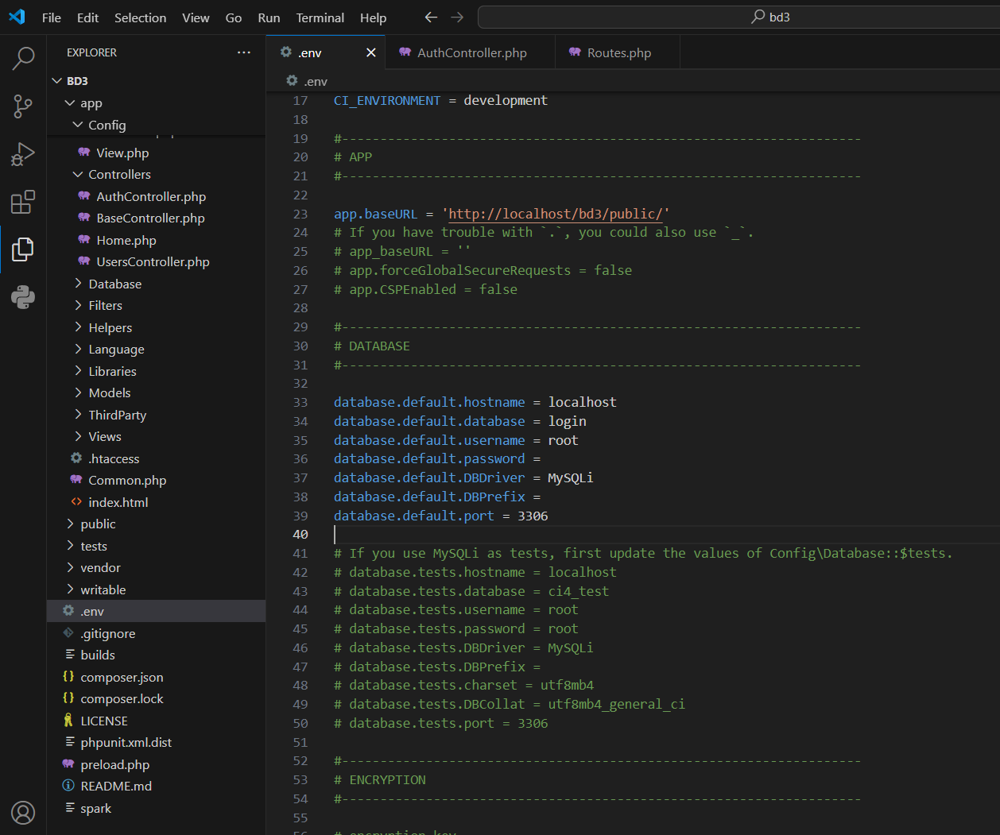 File Edit Selection View Go Run Terminal Help
bd3
EXPLORER
BD3
app
Config
View.php
Controllers
AuthController.php
BaseController.php
Home.php
UsersController.php
Database
Filters
Helpers
Language
Libraries
Models
ThirdParty
Views
.htaccess
Common.php
index.html
public
tests
vendor
writable
.env
.gitignore
builds
composer.json
composer.lock
LICENSE
phpunit.xml.dist
preload.php
README.md
spark
.env AuthController.php Routes.php
.env
17 CI_ENVIRONMENT = development
18
19 #--------------------------------------------------------------------
20 # APP
21 #--------------------------------------------------------------------
22
23 app.baseURL = 'http://localhost/bd3/public/'
24 # If you have trouble with `.`, you could also use `_`.
25 # app_baseURL = ''
26 # app.forceGlobalSecureRequests = false
27 # app.CSPEnabled = false
28
29 #--------------------------------------------------------------------
30 # DATABASE
31 #--------------------------------------------------------------------
32
33 database.default.hostname = localhost
34 database.default.database = login
35 database.default.username = root
36 database.default.password =
37 database.default.DBDriver = MySQLi
38 database.default.DBPrefix =
39 database.default.port = 3306
40
41 # If you use MySQLi as tests, first update the values of Config\Database::$tests.
42 # database.tests.hostname = localhost
43 # database.tests.database = ci4_test
44 # database.tests.username = root
45 # database.tests.password = root
46 # database.tests.DBDriver = MySQLi
47 # database.tests.DBPrefix =
48 # database.tests.charset = utf8mb4
49 # database.tests.DBCollat = utf8mb4_general_ci
50 # database.tests.port = 3306
51
52 #--------------------------------------------------------------------
53 # ENCRYPTION
54 #--------------------------------------------------------------------
55